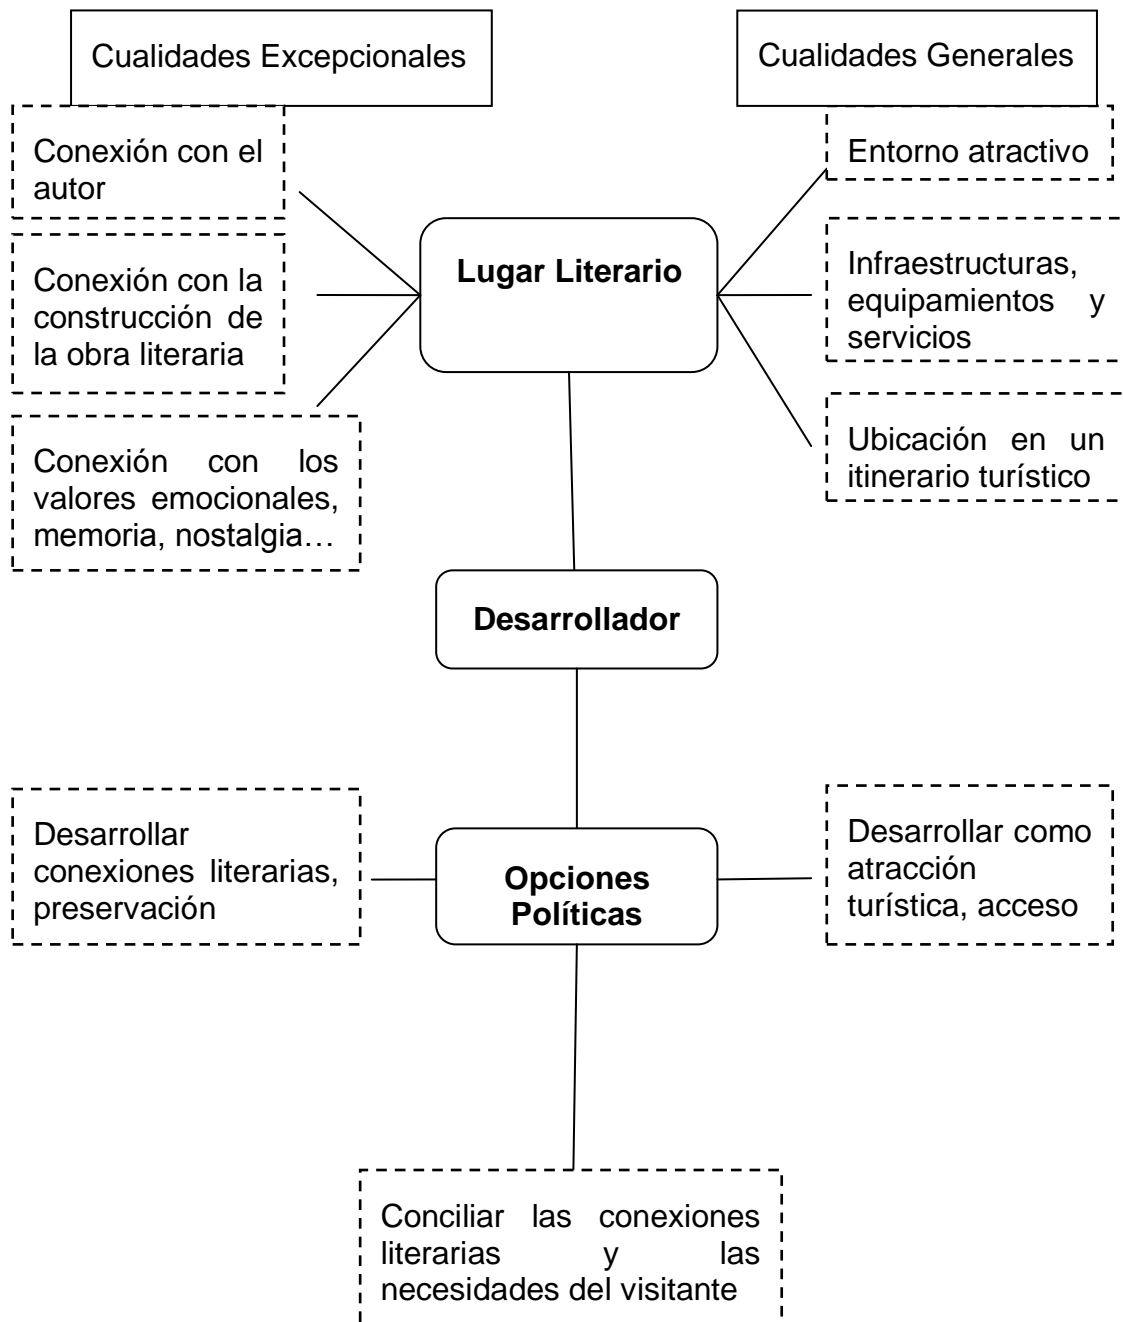 Cualidades Excepcionales
Cualidades Generales
Conexión con el
autor
Conexión con la
construcción de
la obra literaria
Conexión con los
valores emocionales,
memoria, nostalgia…
Lugar Literario
Entorno atractivo
Infraestructuras,
equipamientos y
servicios
Ubicación en un
itinerario turístico
Desarrollador
Desarrollar
conexiones literarias,
preservación
Opciones
Políticas
Desarrollar como
atracción
turística, acceso
Conciliar las conexiones
literarias y las
necesidades del visitante